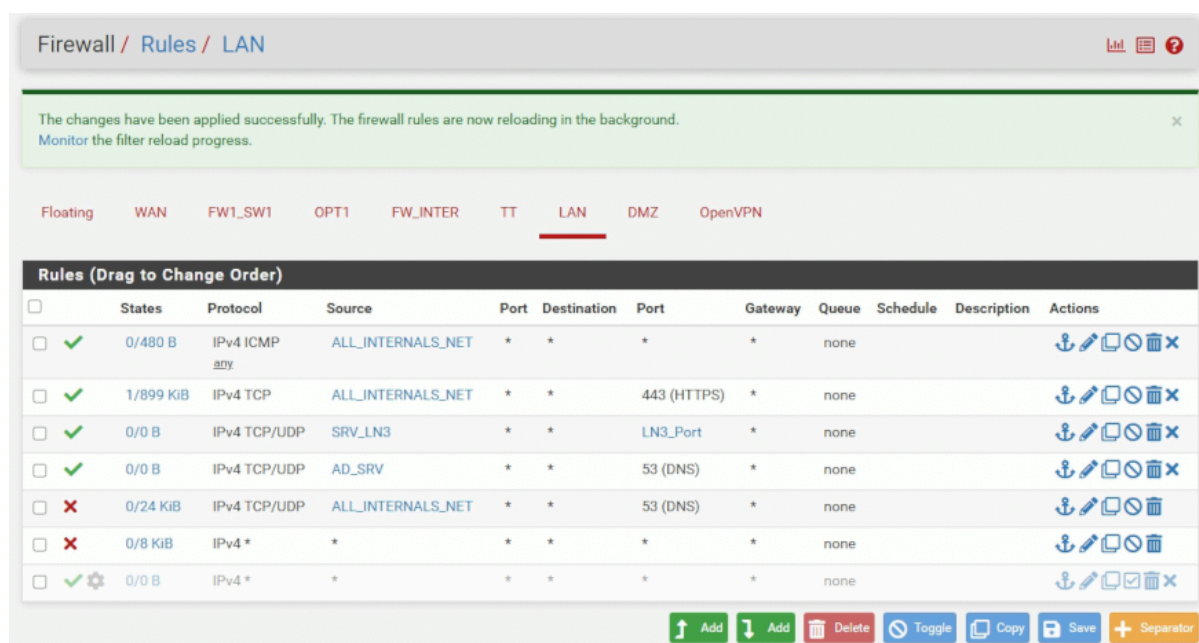 Firewall / Rules / LAN
The changes have been applied successfully. The firewall rules are now reloading in the background.
Monitor the filter reload progress.
Floating WAN FW1_SW1 OPT1 FW_INTER TT LAN DMZ OpenVPN
Rules (Drag to Change Order)
States Protocol Source Port Destination Port Gateway Queue Schedule Description Actions
0/480 B IPv4 ICMP ALL_INTERNALS_NET * * * * none
any
1/899 KiB IPv4 TCP ALL_INTERNALS_NET * * 443 (HTTPS) * none
0/0 B IPv4 TCP/UDP SRV_LN3 * * LN3_Port * none
0/0 B IPv4 TCP/UDP AD_SRV * * 53 (DNS) * none
0/24 KiB IPv4 TCP/UDP ALL_INTERNALS_NET * * 53 (DNS) * none
0/8 KiB IPv4 * * * * * * none
0/0 B IPv4 * * * * * * none
Add Add Delete Toggle Copy Save Separator